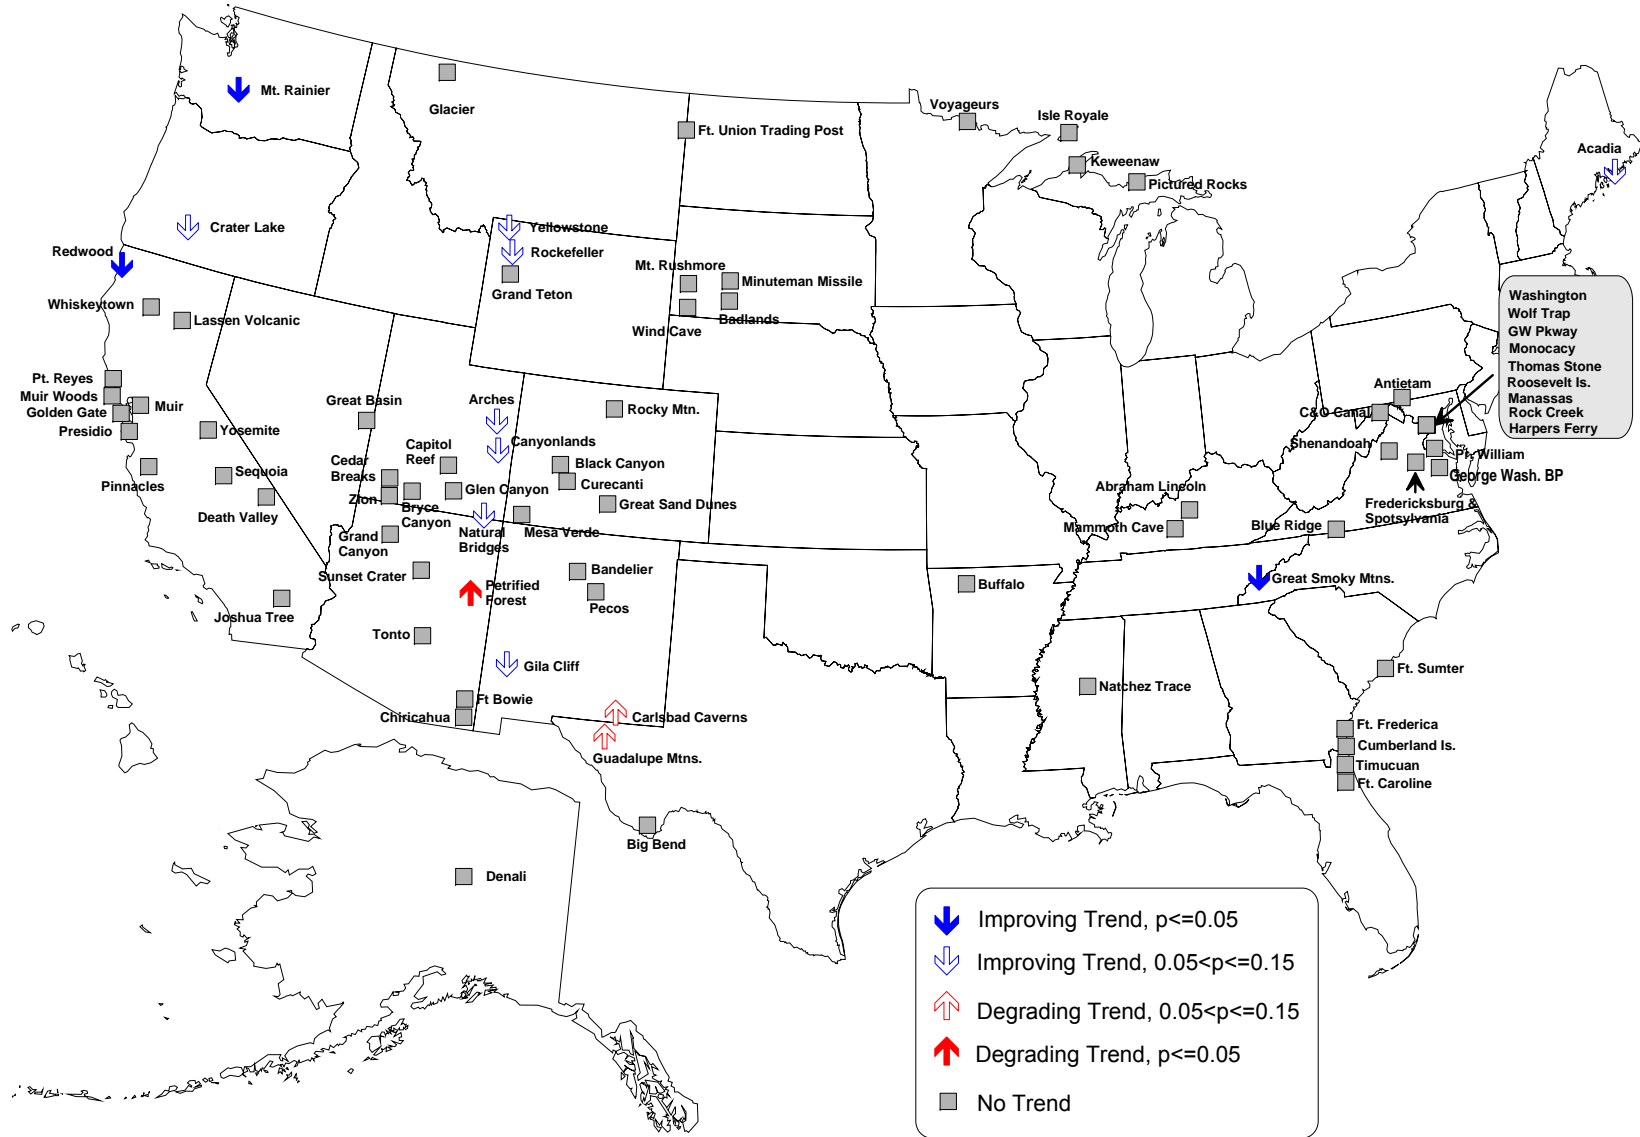 Mt. Rainier
Glacier
Ft. Union Trading Post
Voyageurs
Isle Royale
Keweenaw
Pictured Rocks
Acadia
Crater Lake
Redwood
Yellowstone
Rockefeller
Grand Teton
Mt. Rushmore
Minuteman Missile
Wind Cave
Badlands
Whiskeytown
Lassen Volcanic
Washington
Wolf Trap
GW Pkway
Monocacy
Thomas Stone
Roosevelt Is.
Manassas
Rock Creek
Harpers Ferry
Pt. Reyes
Muir Woods
Golden Gate
Muir
Presidio
Yosemite
Pinnacles
Sequoia
Death Valley
Great Basin
Arches
Canyonlands
Rocky Mtn.
Capitol
Reef
Cedar
Breaks
Zion
Bryce
Canyon
Glen Canyon
Black Canyon
Curecanti
Great Sand Dunes
Natural
Bridges
Mesa Verde
Grand
Canyon
Sunset Crater
Petrified
Forest
Bandelier
Pecos
Joshua Tree
Tonto
Gila Cliff
Ft Bowie
Chiricahua
Carlsbad Caverns
Guadalupe Mtns.
Big Bend
Denali
Antietam
C&O Canal
Shenandoah
Pr. William
George Wash. BP
Fredericksburg &
Spotsylvania
Abraham Lincoln
Mammoth Cave
Blue Ridge
Buffalo
Great Smoky Mtns.
Natchez Trace
Ft. Sumter
Ft. Frederica
Cumberland Is.
Timucuan
Ft. Caroline
Improving Trend, p<=0.05
Improving Trend, 0.05<p<=0.15
Degrading Trend, 0.05<p<=0.15
Degrading Trend, p<=0.05
No Trend